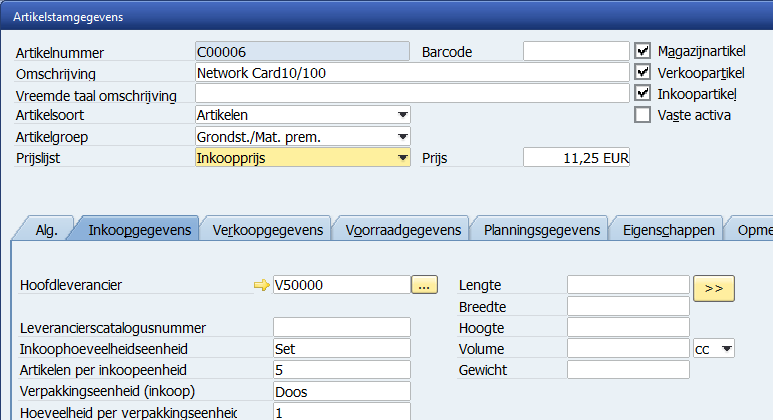 Artikelstamgegevens
Artikelnummer C00006 Barcode Magazijnartikel
Omschrijving Network Card10/100 Verkoopartikel
Vreemde taal omschrijving Inkoopartikel
Artikelsoort Artikelen Vaste activa
Artikelgroep Grondst./Mat. prem.
Prijslijst Inkoopprijs Prijs 11,25 EUR
Alg. Inkoopgegevens Verkoopgegevens Voorraadgegevens Planningsgegevens Eigenschappen Opme
Hoofdleverancier V50000 ... Lengte >>
Breedte
Leverancierscatalogusnummer Hoogte
Inkoophoeveelheidseenheid Set Volume cc
Artikelen per inkoopeenheid 5 Gewicht
Verpakkingseenheid (inkoop) Doos
Hoeveelheid per verpakkingseenheid 1